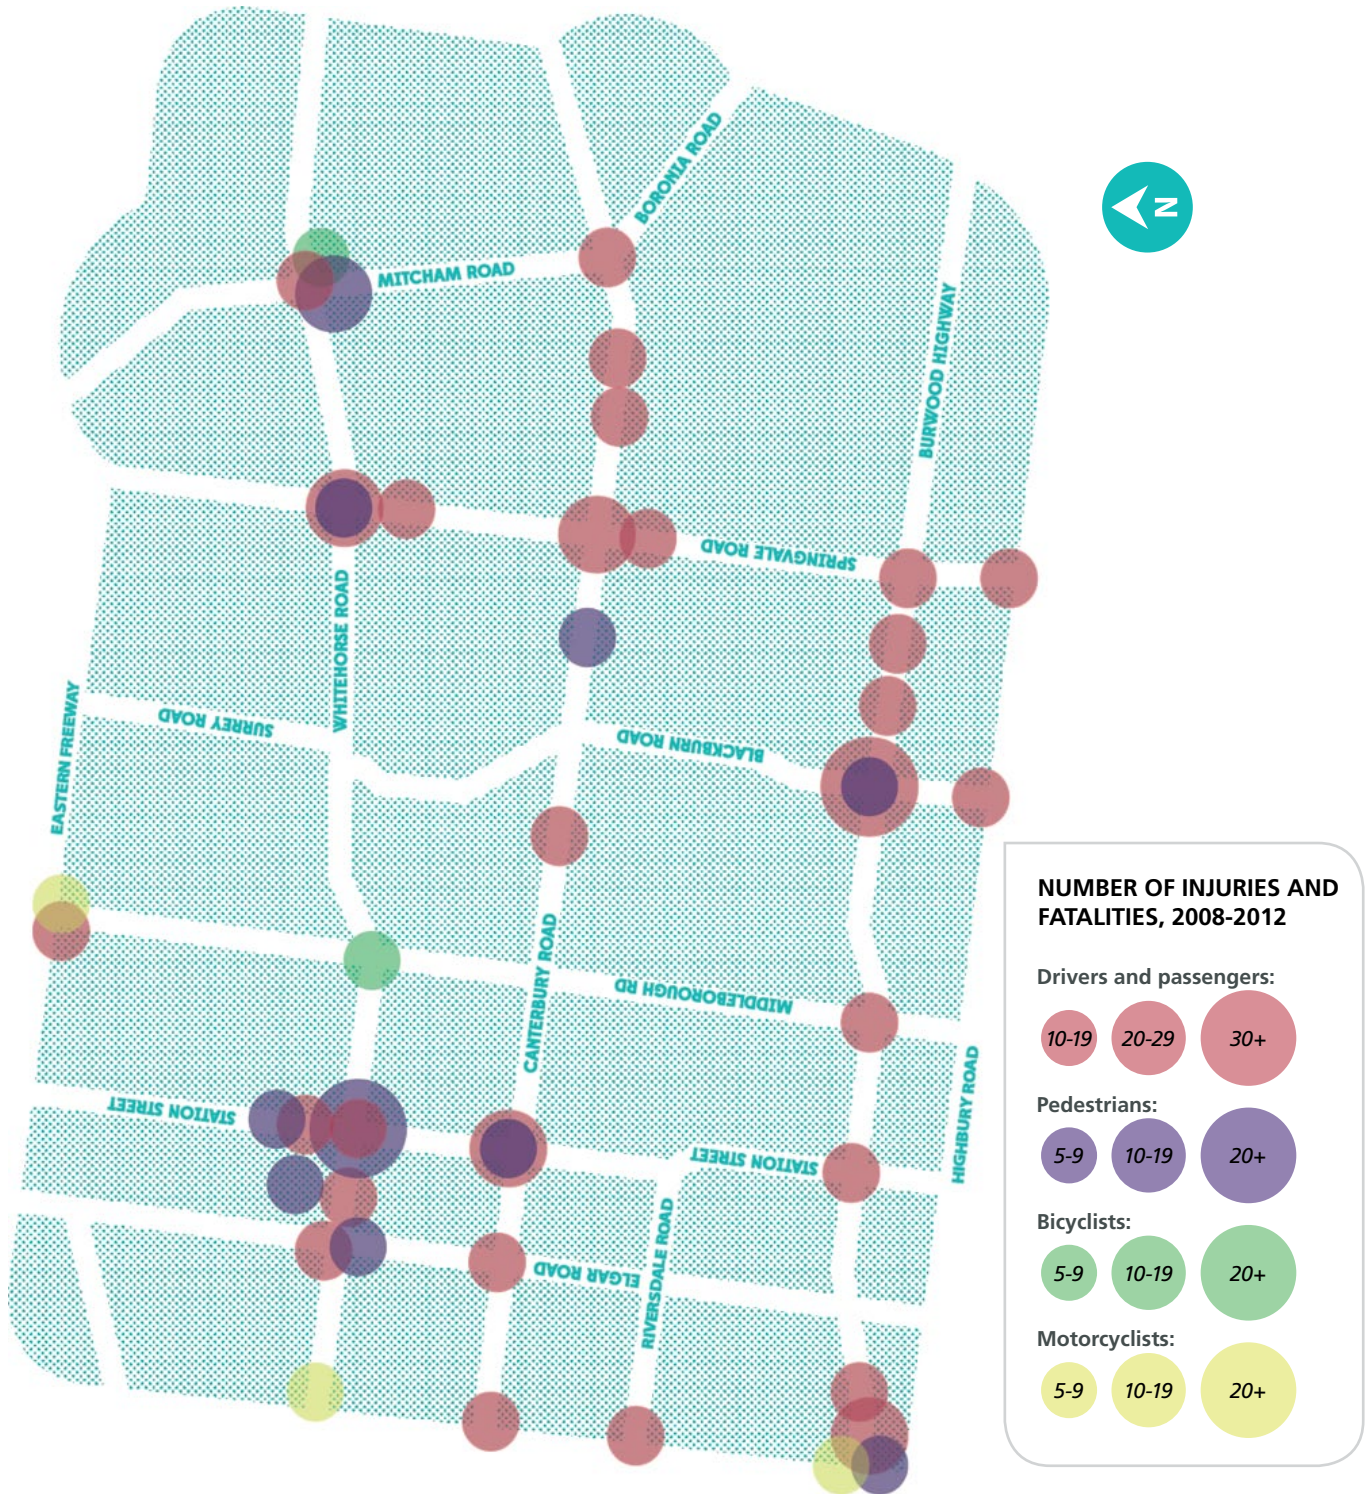 BORONIA ROAD
N
MITCHAM ROAD
BURWOOD HIGHWAY
SPRINGVALE ROAD
WHITEHORSE ROAD
SURREY ROAD
EASTERN FREEWAY
BLACKBURN ROAD
CANTERBURY ROAD
MIDDLEBOROUGH RD
HIGHBURY ROAD
STATION STREET
STATION STREET
RIVERSDALE ROAD
ELGAR ROAD
NUMBER OF INJURIES AND
FATALITIES, 2008-2012
Drivers and passengers:
10-19 20-29 30+
Pedestrians:
5-9 10-19 20+
Bicyclists:
5-9 10-19 20+
Motorcyclists:
5-9 10-19 20+